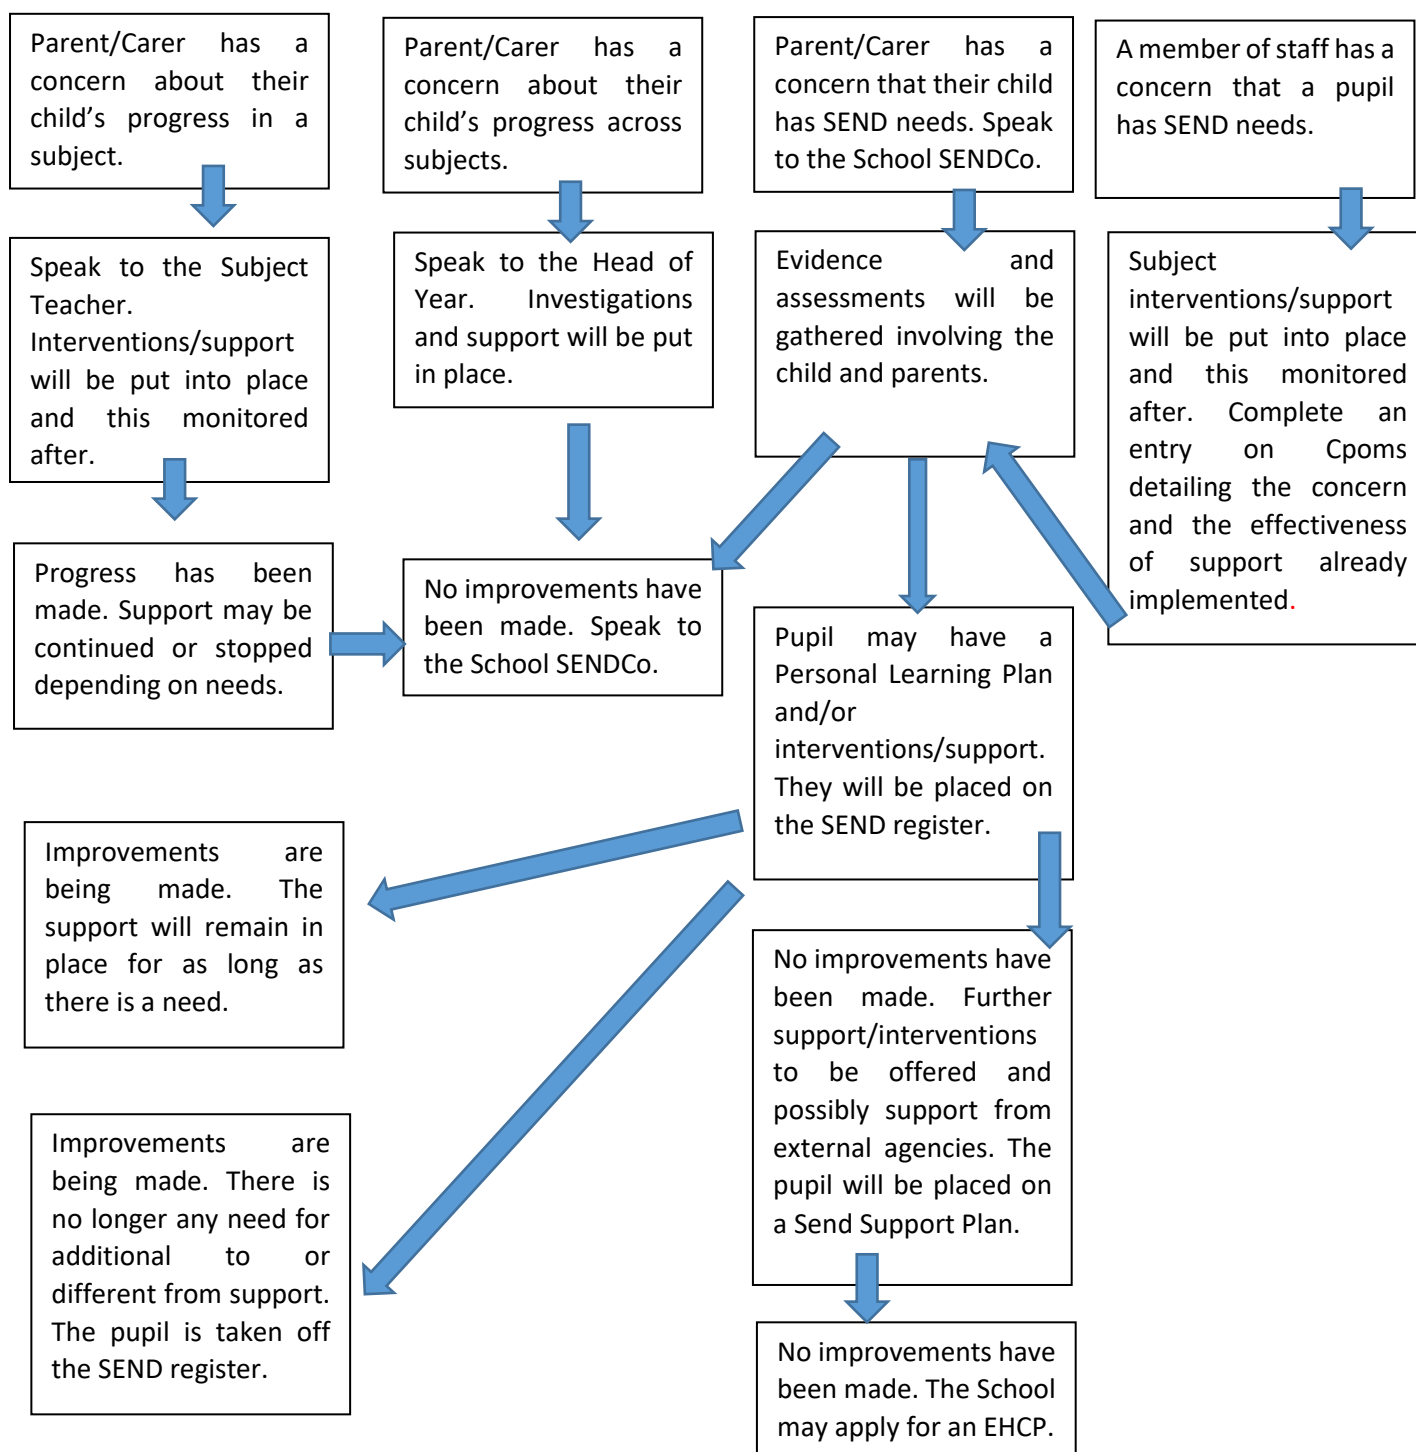 Parent/Carer has a
concern about their
child’s progress in a
subject.
Parent/Carer has a
concern about their
child’s progress across
subjects.
Parent/Carer has a
concern that their child
has SEND needs. Speak
to the School SENDCo.
A member of staff has a
concern that a pupil
has SEND needs.
Speak to the Subject
Teacher.
Interventions/support
will be put into place
and this monitored
after.
Speak to the Head of
Year. Investigations
and support will be put
in place.
Evidence and
assessments will be
gathered involving the
child and parents.
Subject
interventions/support
will be put into place
and this monitored
after. Complete an
entry on Cpoms
detailing the concern
and the effectiveness
of support already
implemented.
Progress has been
made. Support may be
continued or stopped
depending on needs.
No improvements have
been made. Speak to
the School SENDCo.
Pupil may have a
Personal Learning Plan
and/or
interventions/support.
They will be placed on
the SEND register.
Improvements are
being made. The
support will remain in
place for as long as
there is a need.
No improvements have
been made. Further
support/interventions
to be offered and
possibly support from
external agencies. The
pupil will be placed on
a Send Support Plan.
Improvements are
being made. There is
no longer any need for
additional to or
different from support.
The pupil is taken off
the SEND register.
No improvements have
been made. The School
may apply for an EHCP.